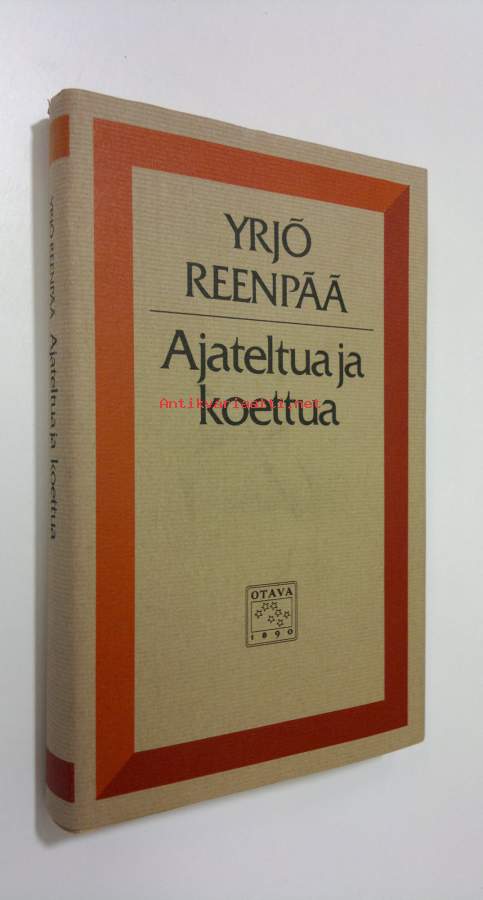 YRJÖ
REENPÄÄ
Ajateltua ja
koettua
Antikvariaatti.net
OTAVA
1890
YRJÖ REENPÄÄ Ajateltua ja koettua